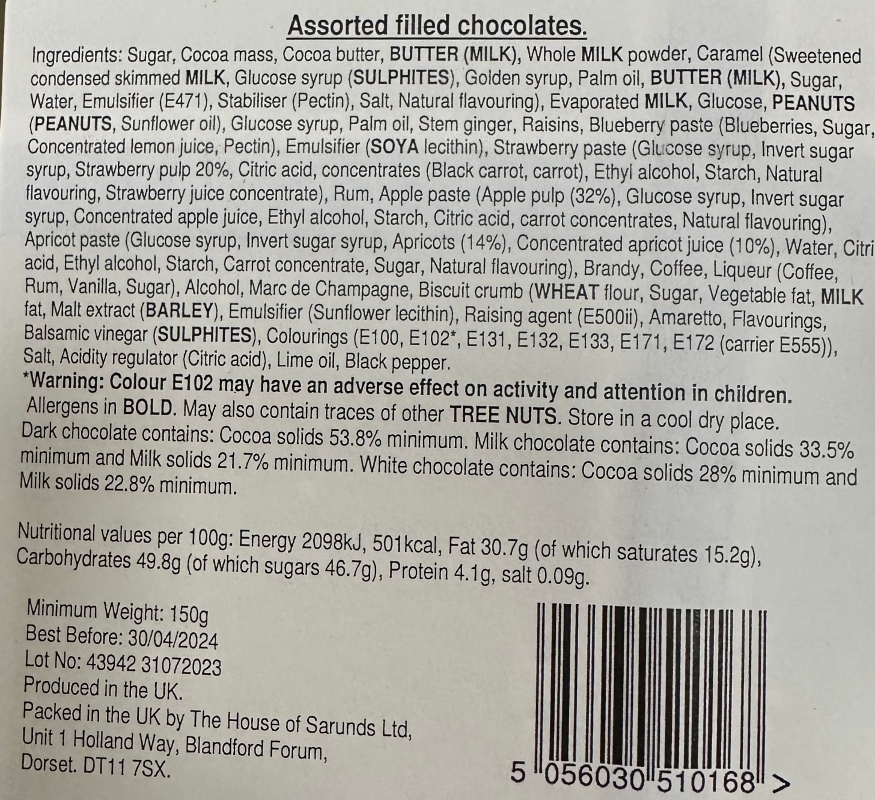 Assorted filled chocolates.
Ingredients: Sugar, Cocoa mass, Cocoa butter, BUTTER (MILK), Whole MILK powder, Caramel (Sweetened
condensed skimmed MILK, Glucose syrup (SULPHITES), Golden syrup, Palm oil, BUTTER (MILK), Sugar,
Water, Emulsifier (E471), Stabiliser (Pectin), Salt, Natural flavouring), Evaporated MILK, Glucose, PEANUTS
(PEANUTS, Sunflower oil), Glucose syrup, Palm oil, Stem ginger, Raisins, Blueberry paste (Blueberries, Sugar,
Concentrated lemon juice, Pectin), Emulsifier (SOYA lecithin), Strawberry paste (Glucose syrup, Invert sugar
syrup, Strawberry pulp 20%, Citric acid, concentrates (Black carrot, carrot), Ethyl alcohol, Starch, Natural
flavouring, Strawberry juice concentrate), Rum, Apple paste (Apple pulp (32%), Glucose syrup, Invert sugar
syrup, Concentrated apple juice, Ethyl alcohol, Starch, Citric acid, carrot concentrates, Natural flavouring),
Apricot paste (Glucose syrup, Invert sugar syrup, Apricots (14%), Concentrated apricot juice (10%), Water, Citri
acid, Ethyl alcohol, Starch, Carrot concentrate, Sugar, Natural flavouring), Brandy, Coffee, Liqueur (Coffee,
Rum, Vanilla, Sugar), Alcohol, Marc de Champagne, Biscuit crumb (WHEAT flour, Sugar, Vegetable fat, MILK
fat, Malt extract (BARLEY), Emulsifier (Sunflower lecithin), Raising agent (E500ii), Amaretto, Flavourings,
Balsamic vinegar (SULPHITES), Colourings (E100, E102*, E131, E132, E133, E171, E172 (carrier E555)),
Salt, Acidity regulator (Citric acid), Lime oil, Black pepper.
*Warning: Colour E102 may have an adverse effect on activity and attention in children.
Allergens in BOLD. May also contain traces of other TREE NUTS. Store in a cool dry place.
Dark chocolate contains: Cocoa solids 53.8% minimum. Milk chocolate contains: Cocoa solids 33.5%
minimum and Milk solids 21.7% minimum. White chocolate contains: Cocoa solids 28% minimum and
Milk solids 22.8% minimum.
Nutritional values per 100g: Energy 2098kJ, 501kcal, Fat 30.7g (of which saturates 15.2g),
Carbohydrates 49.8g (of which sugars 46.7g), Protein 4.1g, salt 0.09g.
Minimum Weight: 150g
Best Before: 30/04/2024
Lot No: 43942 31072023
Produced in the UK.
Packed in the UK by The House of Sarunds Ltd,
Unit 1 Holland Way, Blandford Forum,
Dorset. DT11 7SX.
5 056030 510168 >